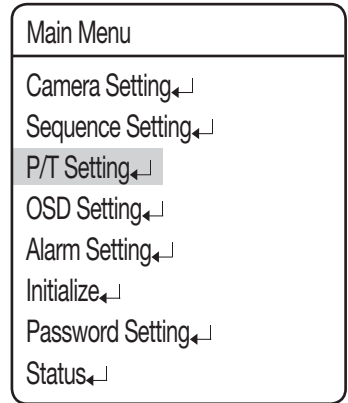 Main Menu
Camera Setting↵
Sequence Setting↵
P/T Setting↵
OSD Setting↵
Alarm Setting↵
Initialize↵
Password Setting↵
Status↵